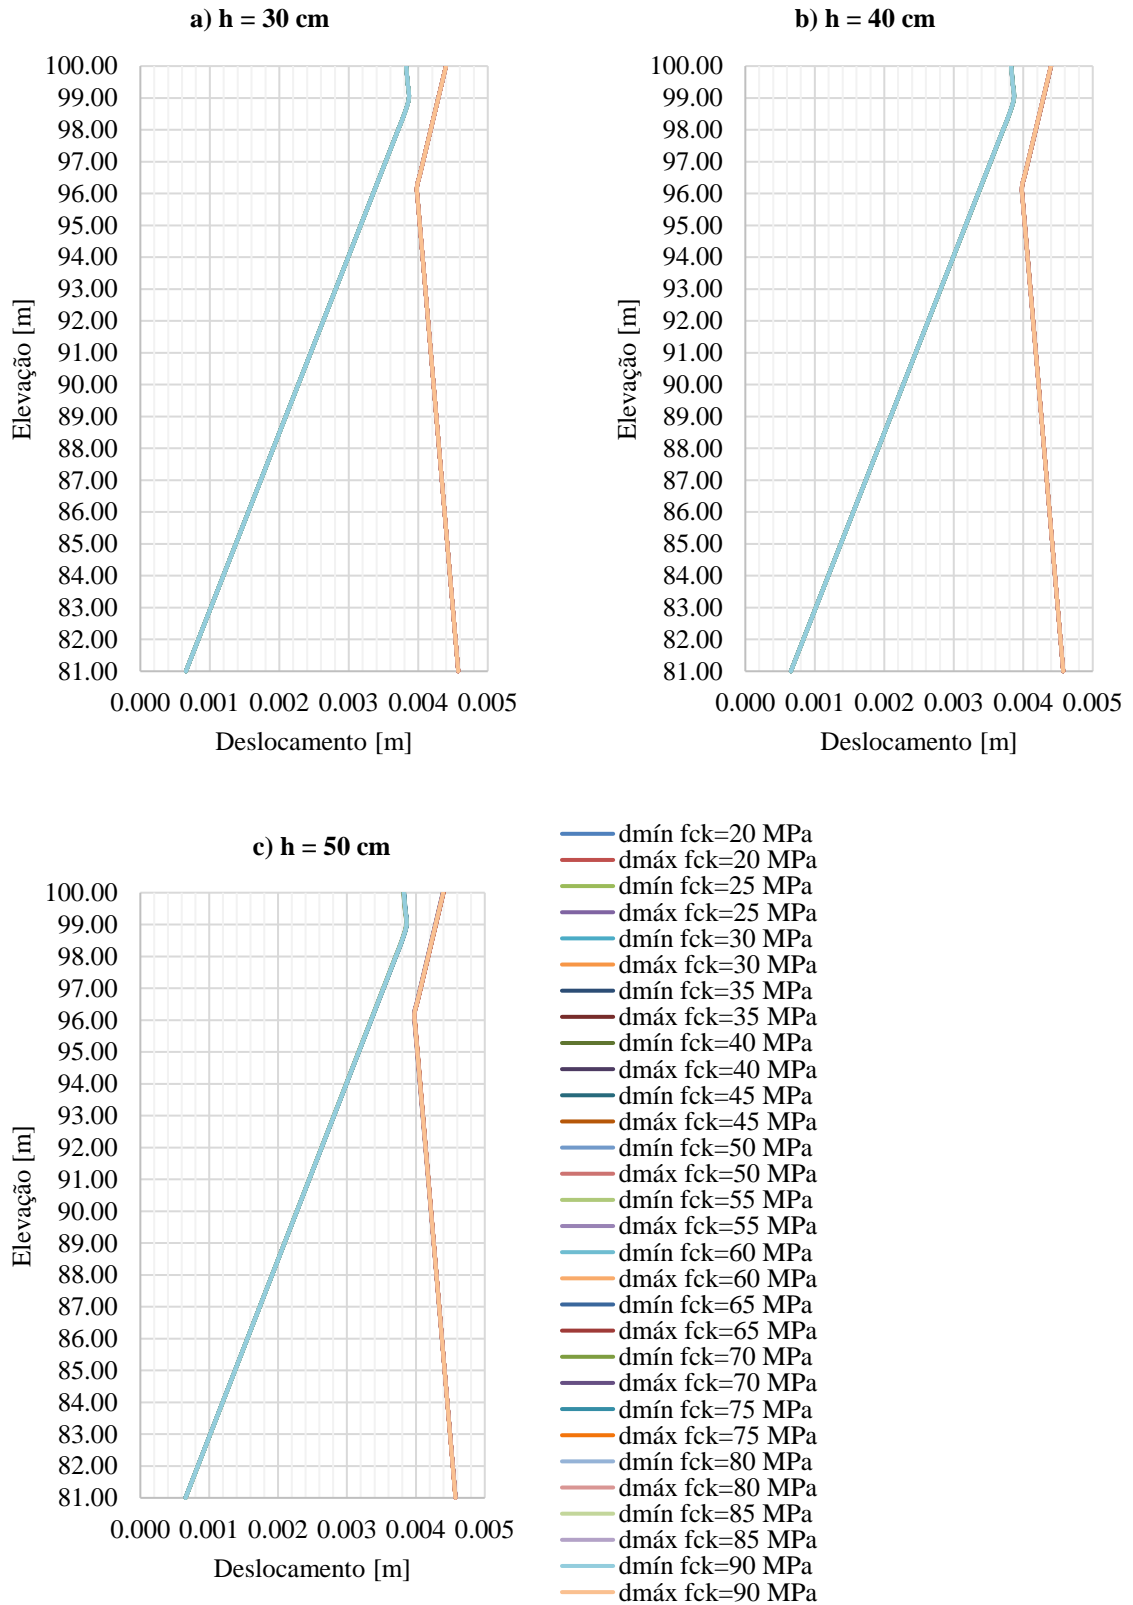 a) h = 30 cm
100.00
99.00
98.00
97.00
96.00
95.00
94.00
93.00
92.00
91.00
90.00
89.00
88.00
87.00
86.00
85.00
84.00
83.00
82.00
81.00
0.000 0.001 0.002 0.003 0.004 0.005
Elevação [m]
Deslocamento [m]
b) h = 40 cm
100.00
99.00
98.00
97.00
96.00
95.00
94.00
93.00
92.00
91.00
90.00
89.00
88.00
87.00
86.00
85.00
84.00
83.00
82.00
81.00
0.000 0.001 0.002 0.003 0.004 0.005
Elevação [m]
Deslocamento [m]
c) h = 50 cm
100.00
99.00
98.00
97.00
96.00
95.00
94.00
93.00
92.00
91.00
90.00
89.00
88.00
87.00
86.00
85.00
84.00
83.00
82.00
81.00
0.000 0.001 0.002 0.003 0.004 0.005
Elevação [m]
Deslocamento [m]
dmín fck=20 MPa
dmáx fck=20 MPa
dmín fck=25 MPa
dmáx fck=25 MPa
dmín fck=30 MPa
dmáx fck=30 MPa
dmín fck=35 MPa
dmáx fck=35 MPa
dmín fck=40 MPa
dmáx fck=40 MPa
dmín fck=45 MPa
dmáx fck=45 MPa
dmín fck=50 MPa
dmáx fck=50 MPa
dmín fck=55 MPa
dmáx fck=55 MPa
dmín fck=60 MPa
dmáx fck=60 MPa
dmín fck=65 MPa
dmáx fck=65 MPa
dmín fck=70 MPa
dmáx fck=70 MPa
dmín fck=75 MPa
dmáx fck=75 MPa
dmín fck=80 MPa
dmáx fck=80 MPa
dmín fck=85 MPa
dmáx fck=85 MPa
dmín fck=90 MPa
dmáx fck=90 MPa